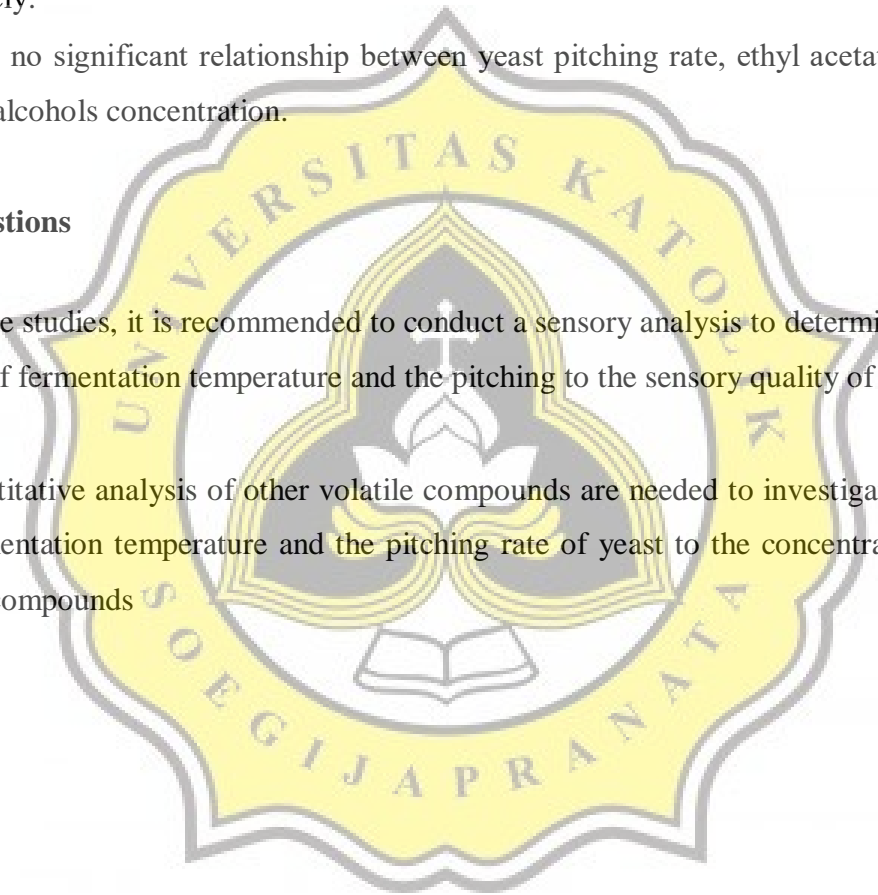 ely.
no significant relationship between yeast pitching rate, ethyl aceta
alcohols concentration.
stions
e studies, it is recommended to conduct a sensory analysis to determi
f fermentation temperature and the pitching to the sensory quality of
titative analysis of other volatile compounds are needed to investiga
entation temperature and the pitching rate of yeast to the concentra
compounds
UNIVERSITAS KATOLIK
SOEGIJAPRANATA